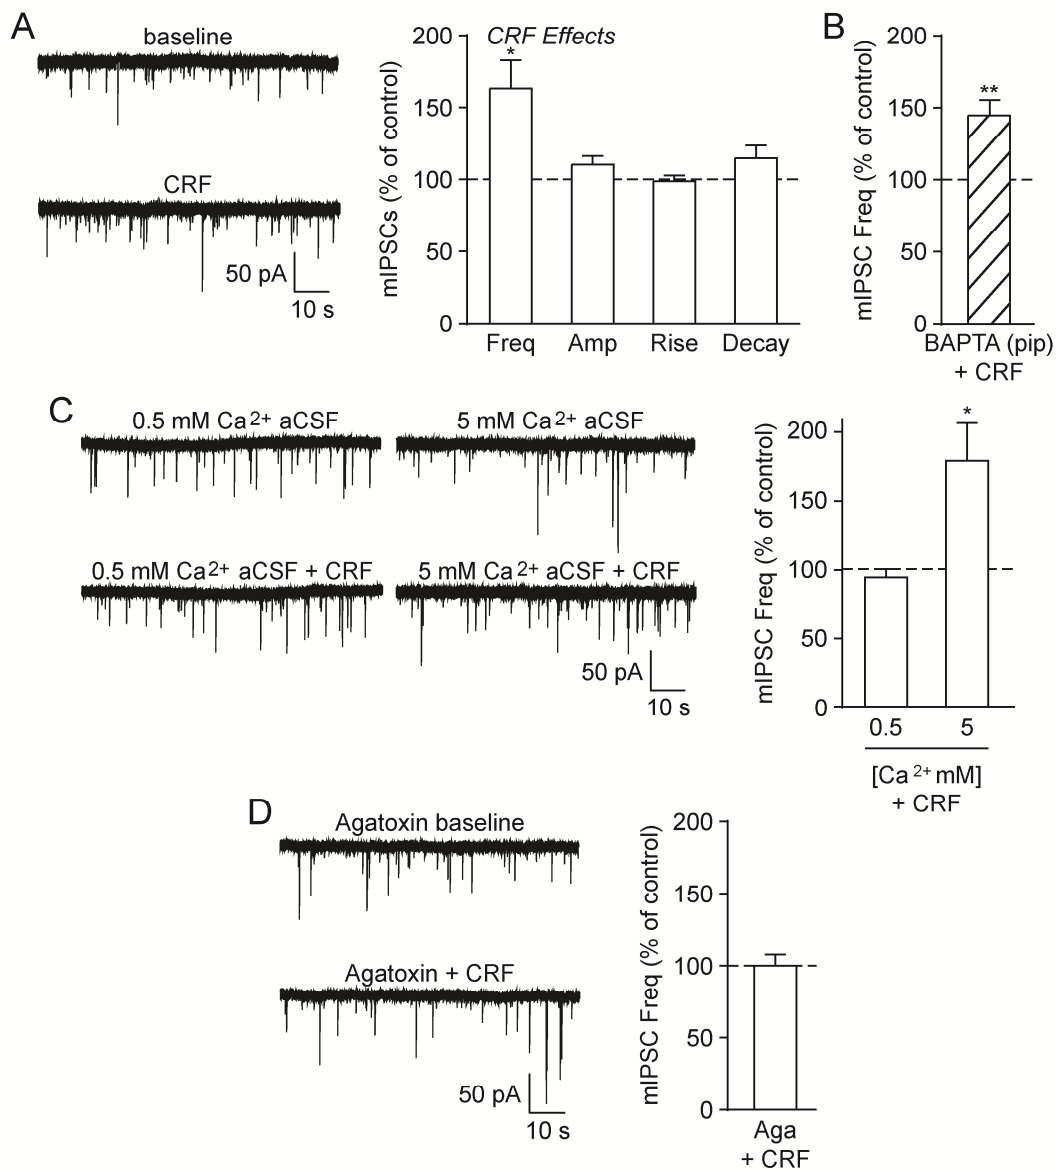 A
baseline
CRF
50 pA
10 s
mIPSCs (% of control)
200
150
100
50
0
CRF Effects
*
Freq Amp Rise Decay
B
mIPSC Freq (% of control)
200
150
100
50
0
**
BAPTA (pip)
+ CRF
C
0.5 mM Ca2+ aCSF
5 mM Ca2+ aCSF
0.5 mM Ca2+ aCSF + CRF
5 mM Ca2+ aCSF + CRF
50 pA
10 s
mIPSC Freq (% of control)
200
150
100
50
0
*
0.5 5
[Ca2+ mM]
+ CRF
D
Agatoxin baseline
Agatoxin + CRF
50 pA
10 s
mIPSC Freq (% of control)
200
150
100
50
0
Aga
+ CRF